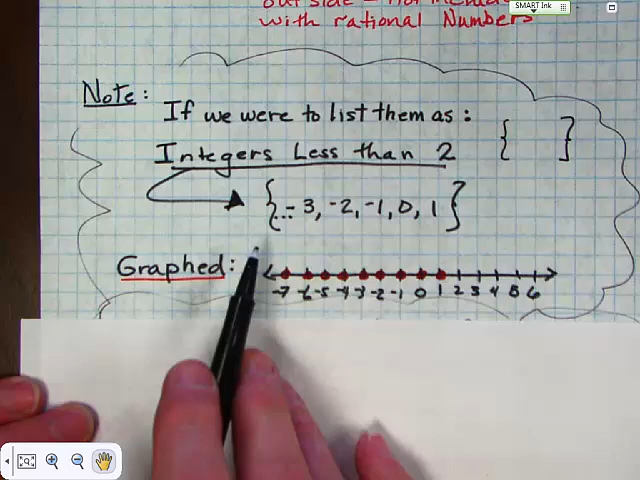 SMART Ink
with rational Numbers
Note:
If we were to list them as:
Integers Less than 2 { }
{...-3, -2, -1, 0, 1}
Graphed:
-7 -6 -5 -4 -3 -2 -1 0 1 2 3 4 5 6